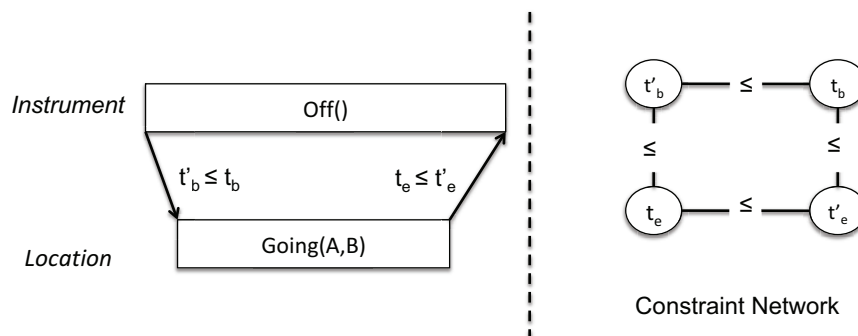 Instrument
Off()
t'b ≤ tb
te ≤ t'e
Going(A,B)
Location
t'b ≤ tb
≤ ≤
te ≤ t'e
Constraint Network